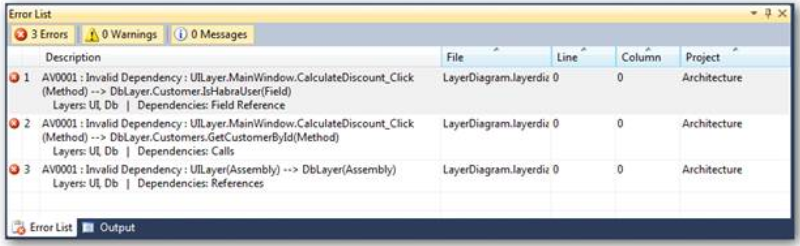 Error List
3 Errors 0 Warnings 0 Messages
Description File Line Column Project
1 AV0001 : Invalid Dependency : UILayer.MainWindow.CalculateDiscount_Click LayerDiagram.layerdia 0 0 Architecture
(Method) --> DbLayer.Customer.IsHabraUser(Field)
Layers: UI, Db | Dependencies: Field Reference
2 AV0001 : Invalid Dependency : UILayer.MainWindow.CalculateDiscount_Click LayerDiagram.layerdia 0 0 Architecture
(Method) --> DbLayer.Customers.GetCustomerById(Method)
Layers: UI, Db | Dependencies: Calls
3 AV0001 : Invalid Dependency : UILayer(Assembly) --> DbLayer(Assembly) LayerDiagram.layerdia 0 0 Architecture
Layers: UI, Db | Dependencies: References
Error List Output